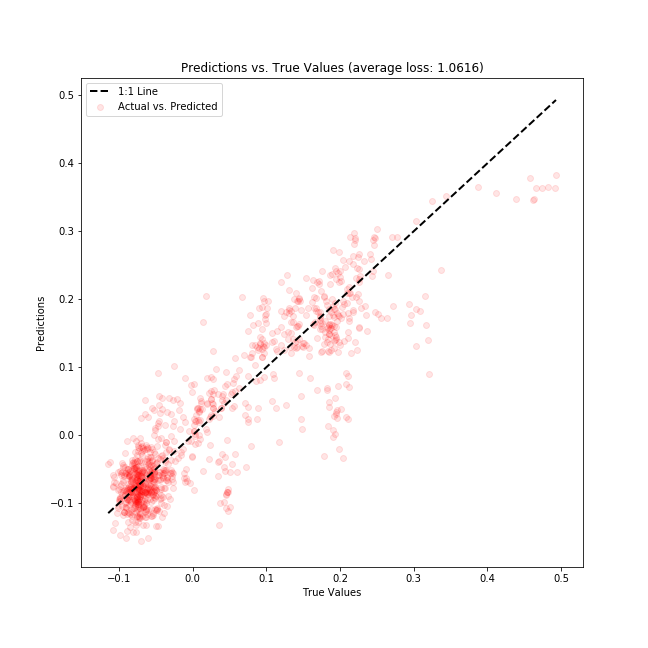 Predictions vs. True Values (average loss: 1.0616)
1:1 Line
Actual vs. Predicted
Predictions
0.5
0.4
0.3
0.2
0.1
0.0
−0.1
−0.1 0.0 0.1 0.2 0.3 0.4 0.5
True Values